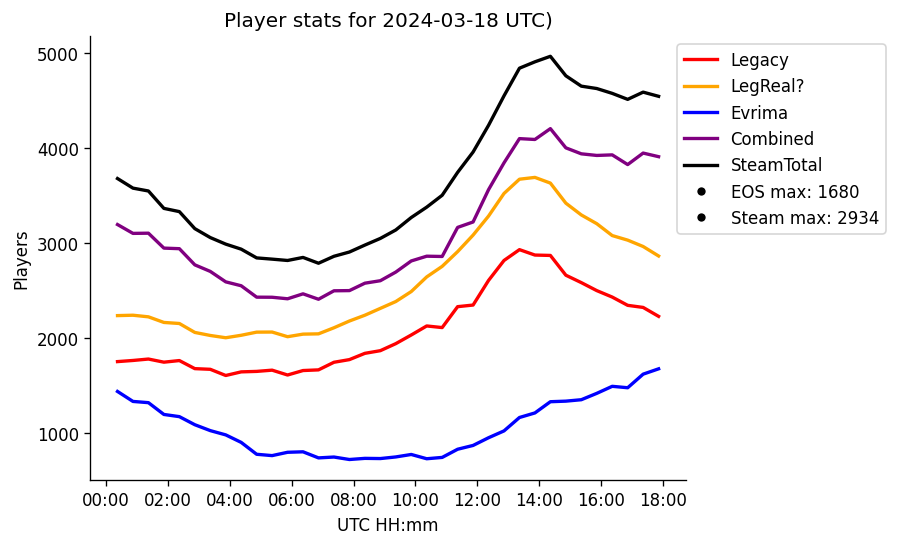 Player stats for 2024-03-18 UTC)
5000
4000
3000
2000
1000
Players
00:00 02:00 04:00 06:00 08:00 10:00 12:00 14:00 16:00 18:00
UTC HH:mm
Legacy
LegReal?
Evrima
Combined
SteamTotal
EOS max: 1680
Steam max: 2934